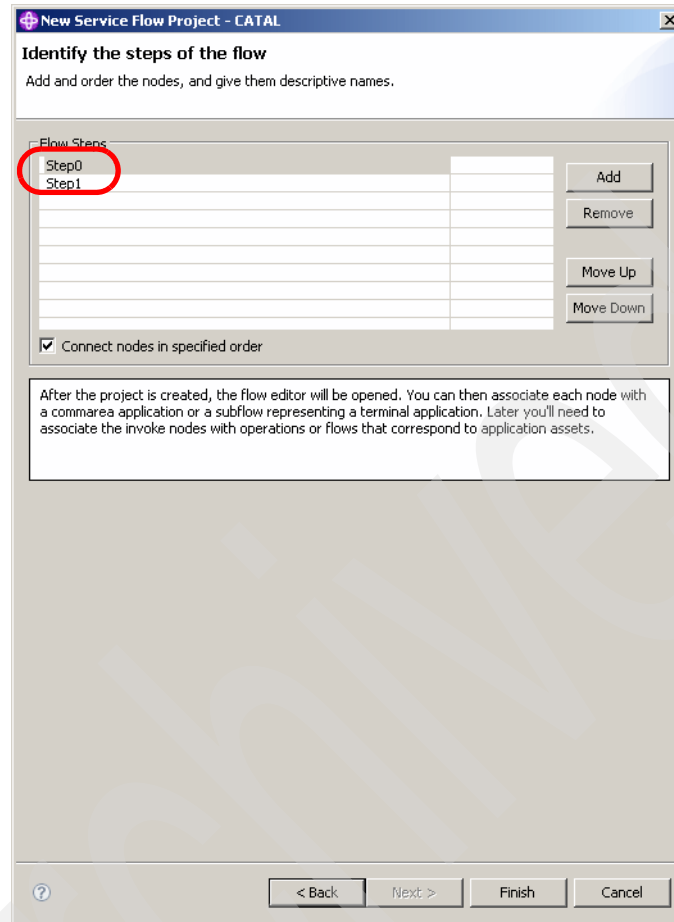 New Service Flow Project - CATAL
Identify the steps of the flow
Add and order the nodes, and give them descriptive names.
Flow Steps
Step0
Step1
Add
Remove
Move Up
Move Down
Connect nodes in specified order
After the project is created, the flow editor will be opened. You can then associate each node with
a commarea application or a subflow representing a terminal application. Later you'll need to
associate the invoke nodes with operations or flows that correspond to application assets.
?
< Back Next > Finish Cancel